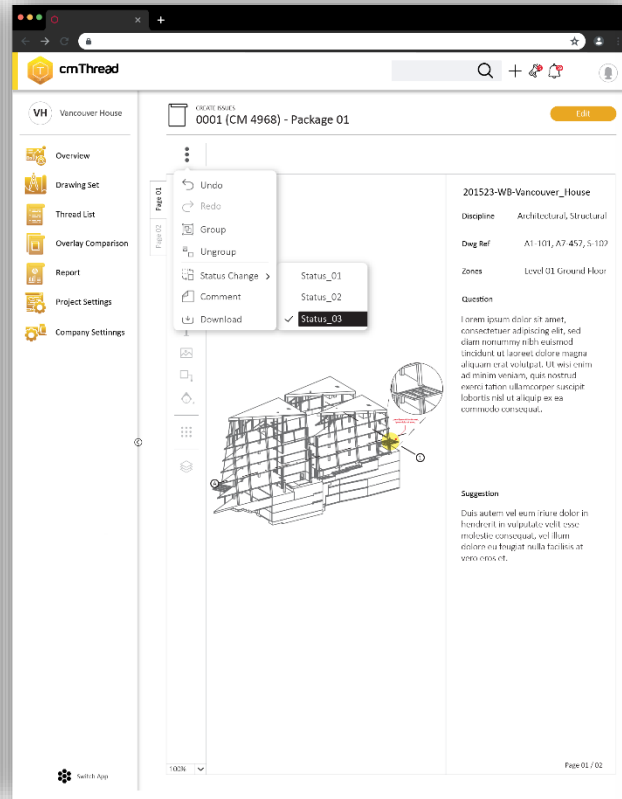 cmThread
VH Vancouver House
CREATE ISSUES
0001 (CM 4968) - Package 01
Edit
Overview
Drawing Set
Thread List
Overlay Comparison
Report
Project Settings
Company Settinngs
Switch App
Page 01
Page 02
Undo
Redo
Group
Ungroup
Status Change
Comment
Download
Status_01
Status_02
Status_03
100%
201523-WB-Vancouver_House
Discipline Architectural, Structural
Dwg Ref A1-101, A7-457, S-102
Zones Level 01 Ground Floor
Question
Lorem ipsum dolor sit amet,
consectetuer adipiscing elit, sed
diam nonummy nibh euismod
tincidunt ut laoreet dolore magna
aliquam erat volutpat. Ut wisi enim
ad minim veniam, quis nostrud
exerci tation ullamcorper suscipit
lobortis nisl ut aliquip ex ea
commodo consequat.
Suggestion
Duis autem vel eum iriure dolor in
hendrerit in vulputate velit esse
molestie consequat, vel illum
dolore eu feugiat nulla facilisis at
vero eros et.
Page 01 / 02